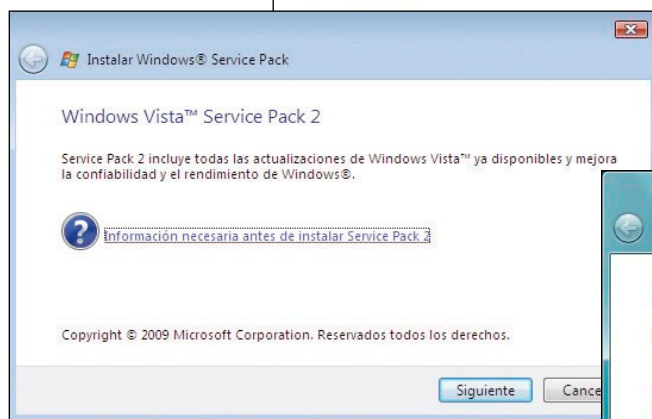 Instalar Windows® Service Pack
Windows Vista™ Service Pack 2
Service Pack 2 incluye todas las actualizaciones de Windows Vista™ ya disponibles y mejora
la confiabilidad y el rendimiento de Windows®.
Información necesaria antes de instalar Service Pack 2
Copyright © 2009 Microsoft Corporation. Reservados todos los derechos.
Siguiente